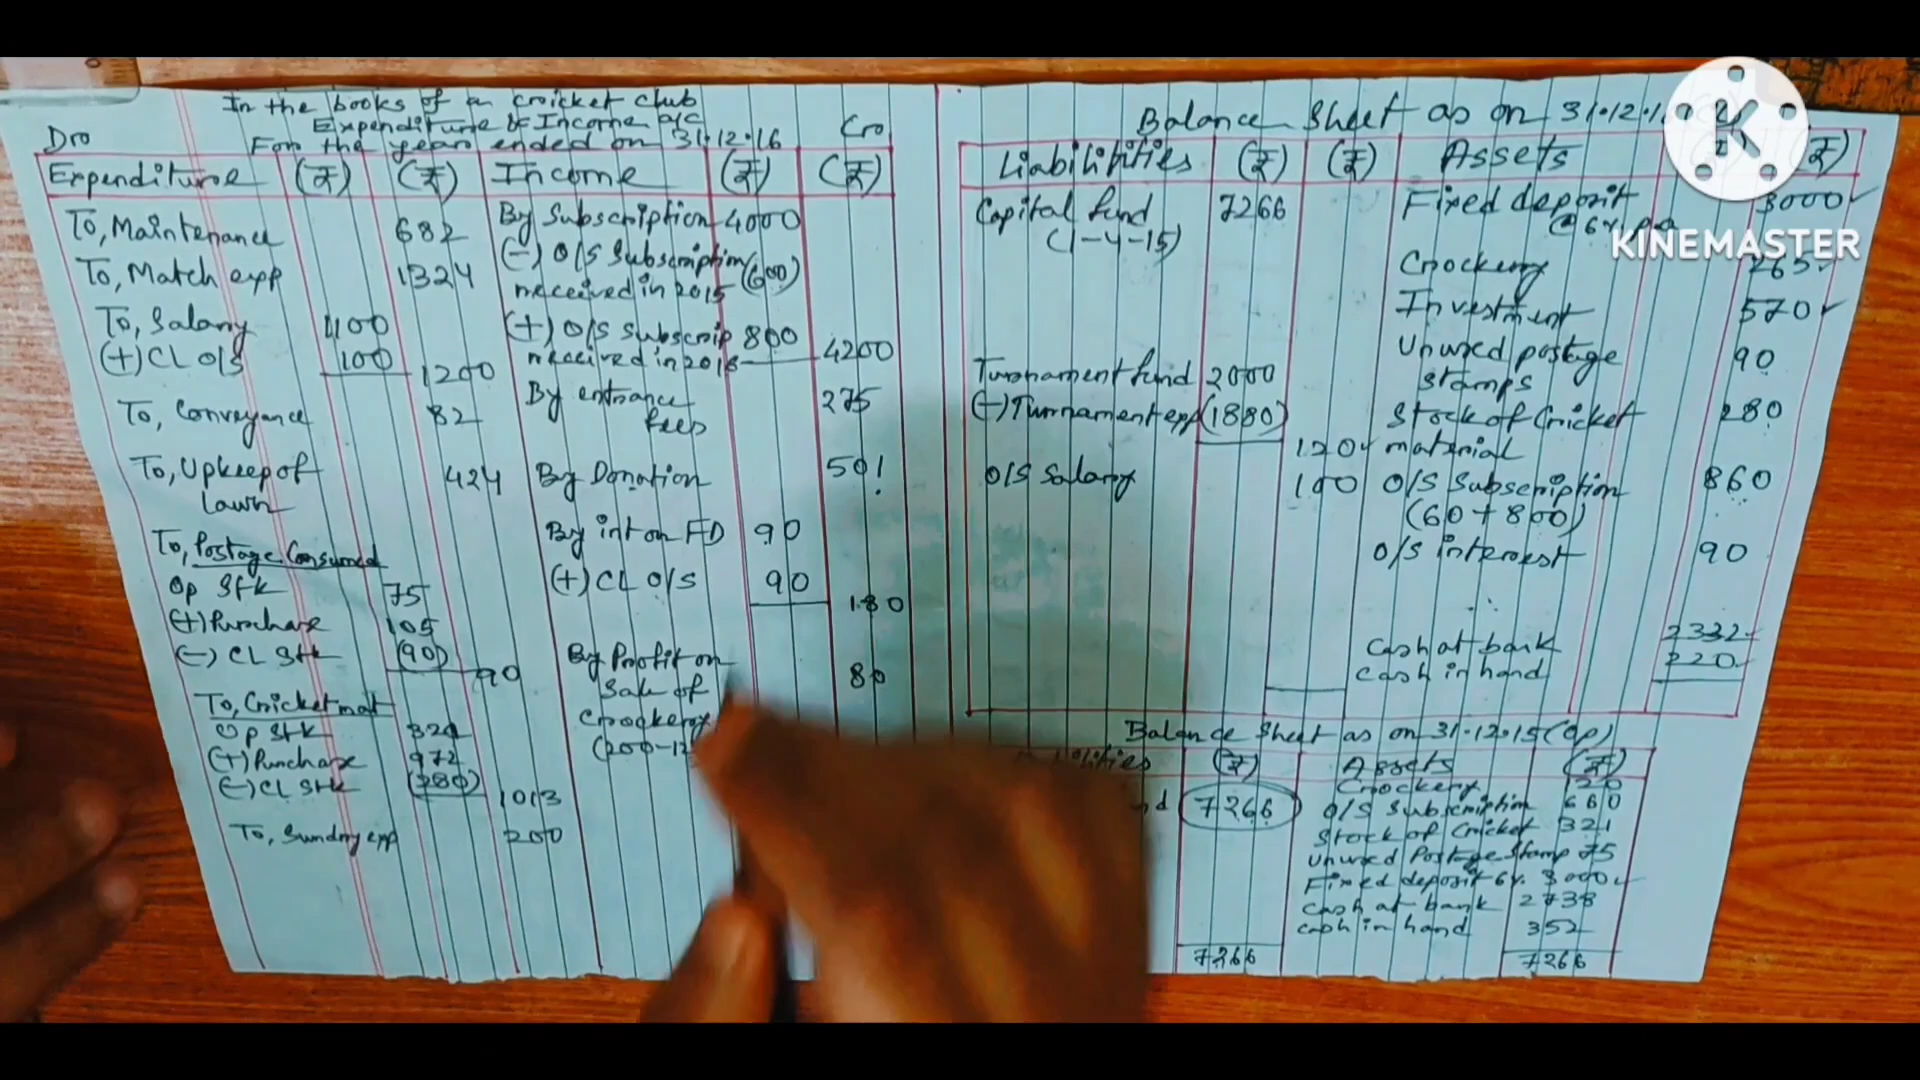 In the books of a cricket club
Expenditure & Income a/c
Dr. For the years ended on 31.12.16 Cr.
Expenditure (₹) (₹) Income (₹) (₹)
To, Maintenance 682
To, Match exp 1324
To, Salary 1100
(+) CL O/S 100 1200
To, Conveyance 82
To, Upkeep of 424
Lawn
To, Postage Consumed
Op Stk 75
(+) Purchase 105
(-) CL Stk (90) 90
To, Cricket mat
Op Stk 321
(+) Purchase 972
(-) CL Stk (280) 1013
To, Sundry exp 200
By Subscription 4000
(-) O/S Subscription (600)
received in 2015
(+) O/S Subscrip 800
received in 2016 4200
By entrance 275
fees
By Donation 501
By int on FD 90
(+) CL O/S 90 180
By Profit on 80
Sale of
Crockery
(200-12
Balance Sheet as on 31.12.1
Liabilities (₹) (₹) Assets (₹)
Capital fund 7266
(1-4-15)
Turnament fund 2000
(-) Turnament exp (1880)
120
O/S Salary 100
Fixed deposit 3000
@ 6% p.a
Crockery 265
Investment 570
Unused postage 90
stamps
Stock of Cricket 280
material
O/S Subscription 860
(60 + 800)
O/S interest 90
Cash at bank 2332
Cash in hand 220
Balance Sheet as on 31.12.15 (Op)
(₹) Assets (₹)
7266
Crockery 120
O/S Subscription 660
Stock of Cricket 321
Unused Postage Stamp 75
Fixed deposit 6% 3000
Cash at bank 2738
Cash in hand 352
7266 7266
K
KINEMASTER